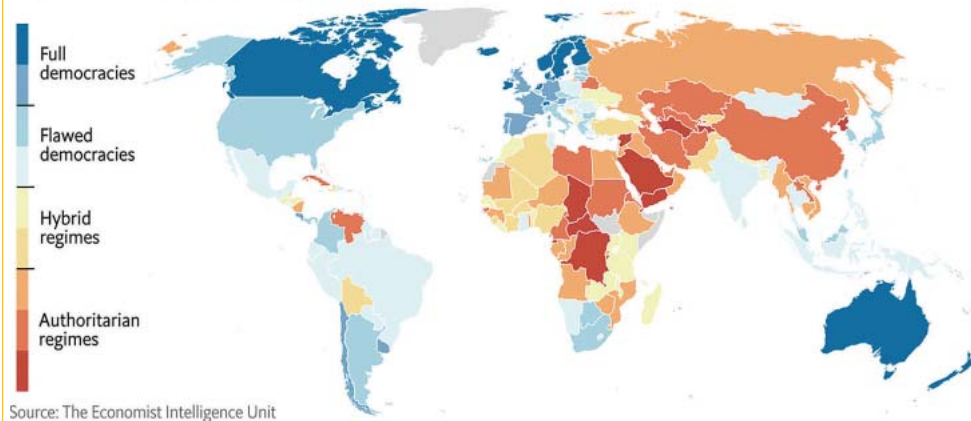 Full
democracies
Flawed
democracies
Hybrid
regimes
Authoritarian
regimes
Source: The Economist Intelligence Unit